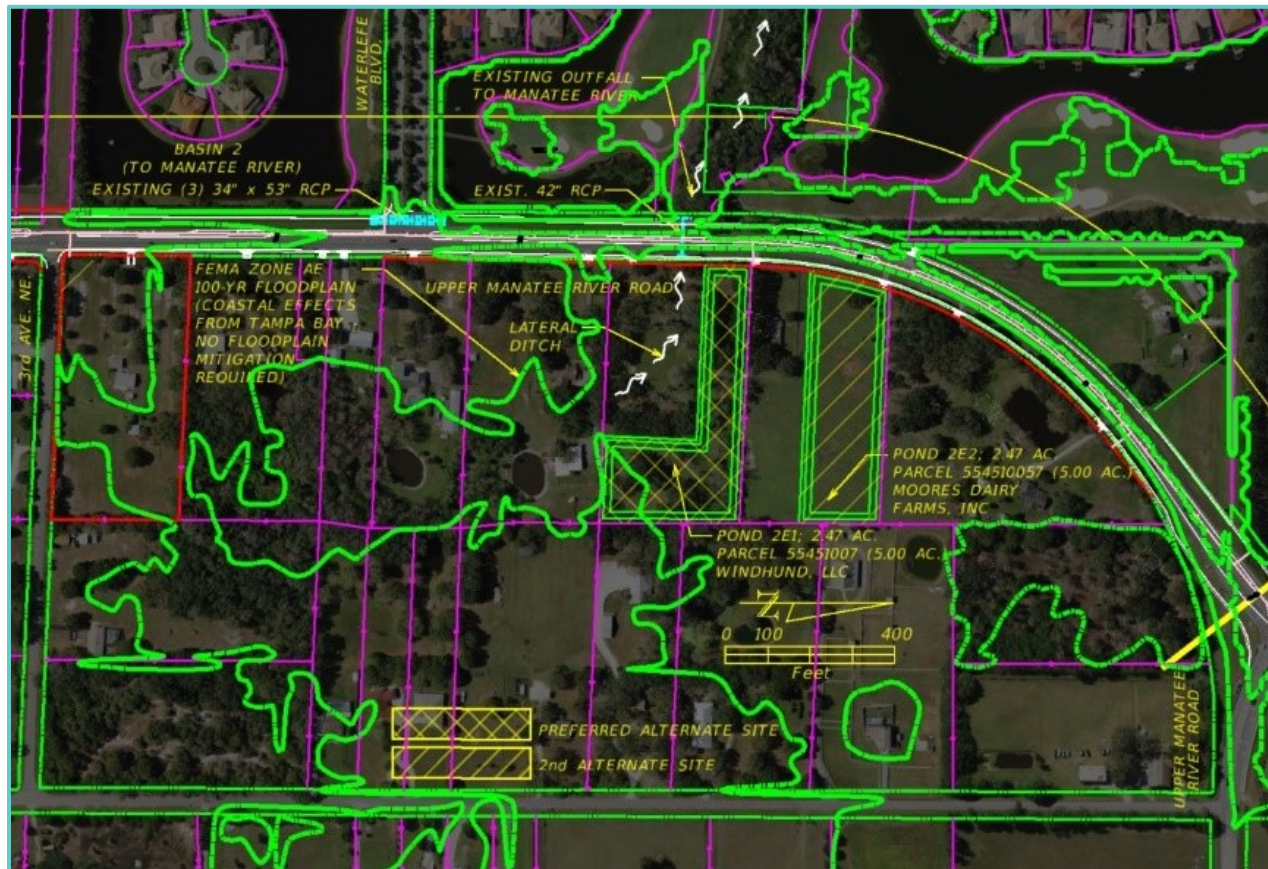 WATERLEFE
BLVD.
EXISTING OUTFALL
TO MANATEE RIVER
BASIN 2
(TO MANATEE RIVER)
EXISTING (3) 34" x 53" RCP
EXIST. 42" RCP
3rd AVE. NE
FEMA ZONE AE
100-YR FLOODPLAIN
(COASTAL EFFECTS
FROM TAMPA BAY
NO FLOODPLAIN
MITIGATION
REQUIRED)
UPPER MANATEE RIVER ROAD
LATERAL
DITCH
POND 2E2; 2.47 AC.
PARCEL 554510057 (5.00 AC.)
MOORES DAIRY
FARMS, INC
POND 2E1; 2.47 AC.
PARCEL 55451007 (5.00 AC.)
WINDHUND, LLC
N
0 100 400
Feet
PREFERRED ALTERNATE SITE
2nd ALTERNATE SITE
UPPER MANATEE
RIVER ROAD